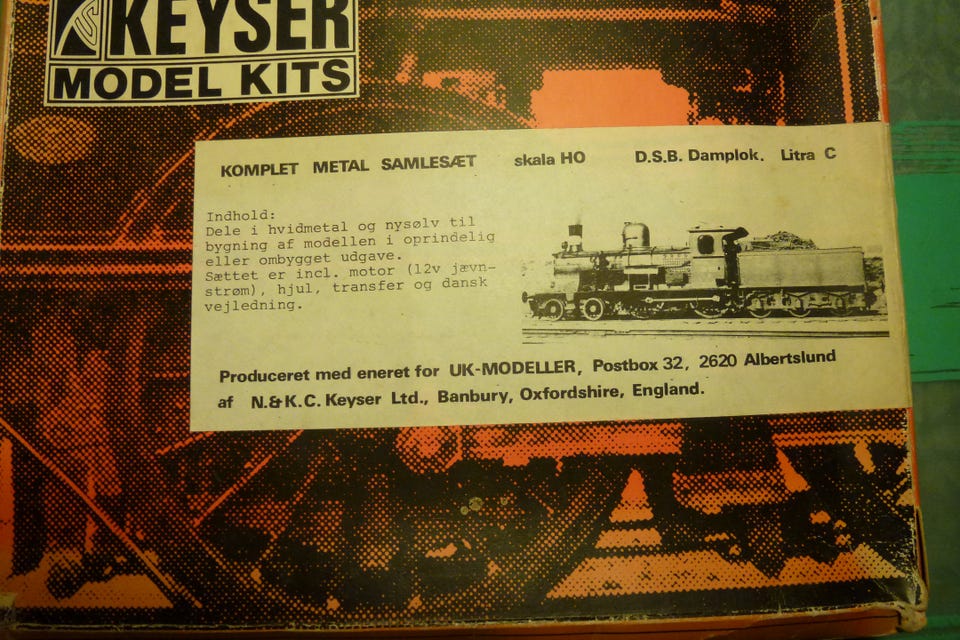 KEYSER
MODEL KITS
KOMPLET METAL SAMLESÆT skala HO D.S.B. Damplok. Litra C
Indhold:
Dele i hvidmetal og nysølv til
bygning af modellen i oprindelig
eller ombygget udgave.
Sættet er incl. motor (12v jævn-
strøm), hjul, transfer og dansk
vejledning.
Produceret med eneret for UK-MODELLER, Postbox 32, 2620 Albertslund
af N.& K.C. Keyser Ltd., Banbury, Oxfordshire, England.